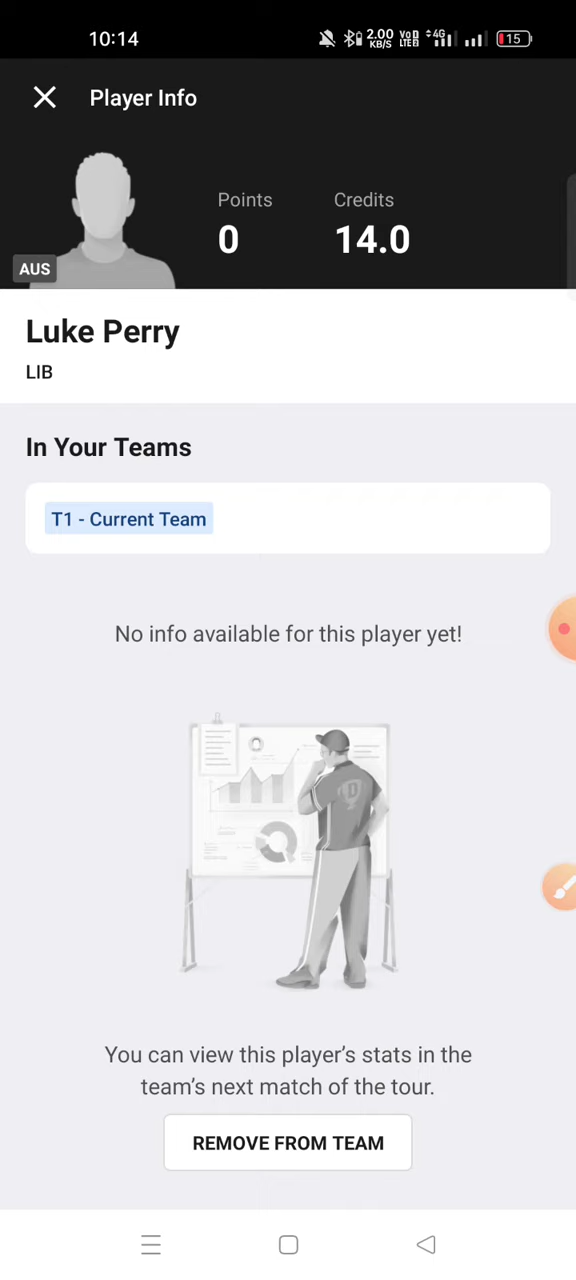 10:14
2.00 KB/S
VoD LTE2
4G
15
Player Info
Points
Credits
0
14.0
AUS
Luke Perry
LIB
In Your Teams
T1 - Current Team
No info available for this player yet!
D
You can view this player's stats in the
team's next match of the tour.
REMOVE FROM TEAM